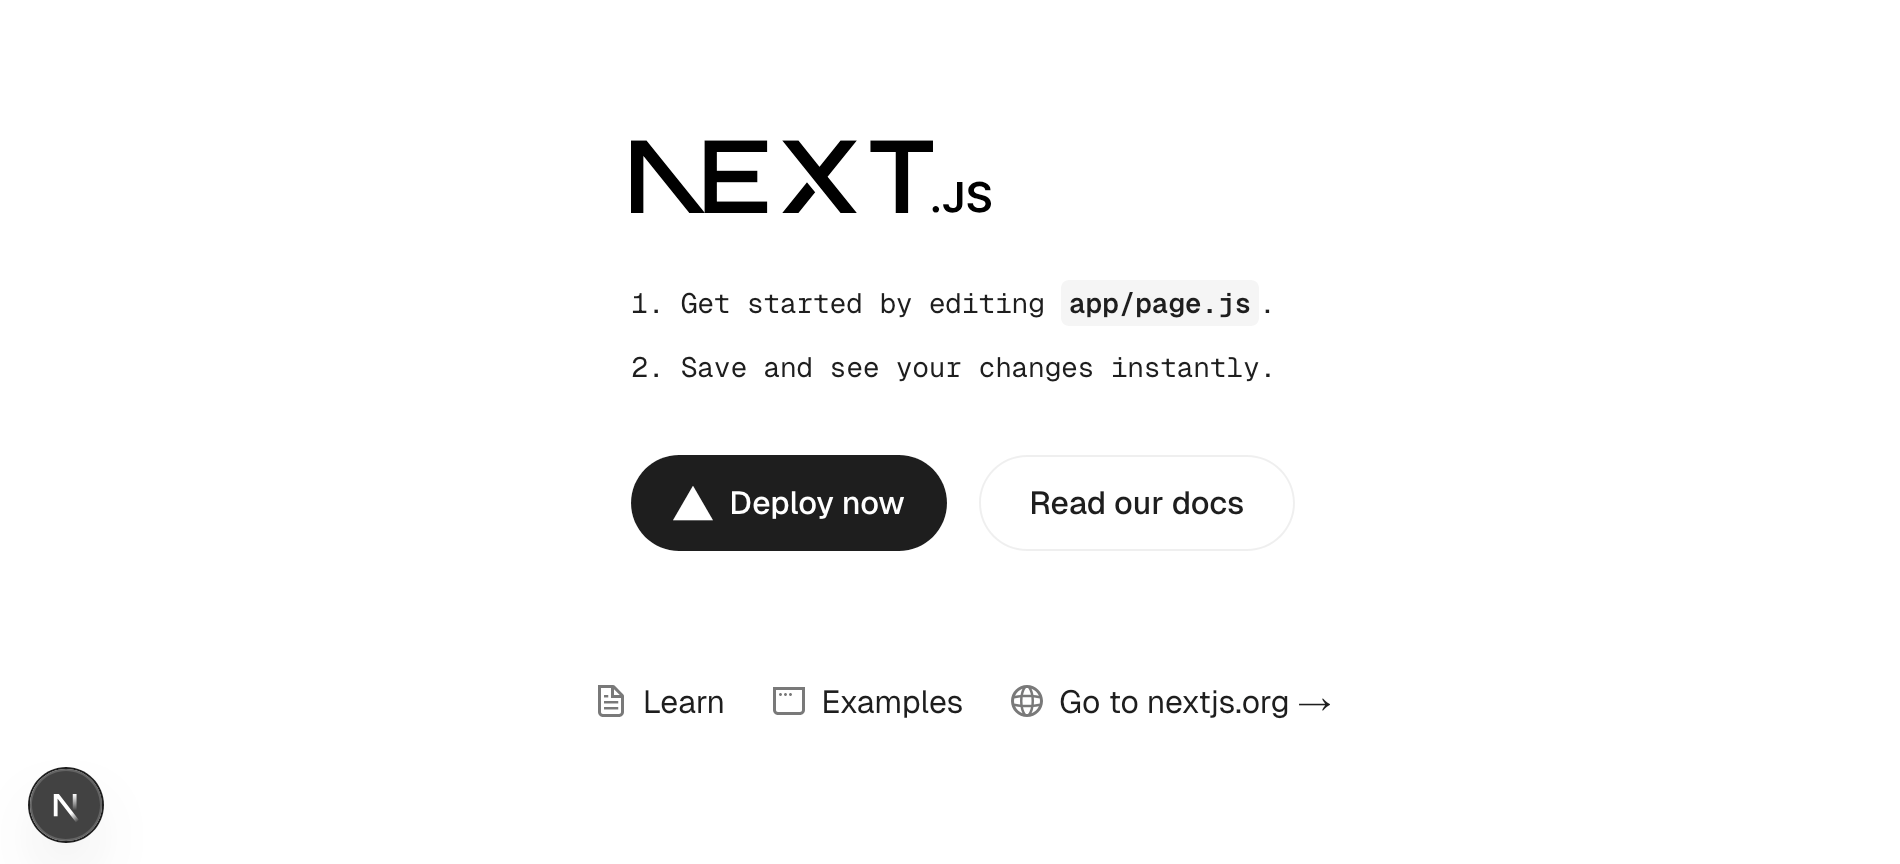 NEXT.JS
1. Get started by editing app/page.js.
2. Save and see your changes instantly.
Deploy now
Read our docs
Learn
Examples
Go to nextjs.org →
N